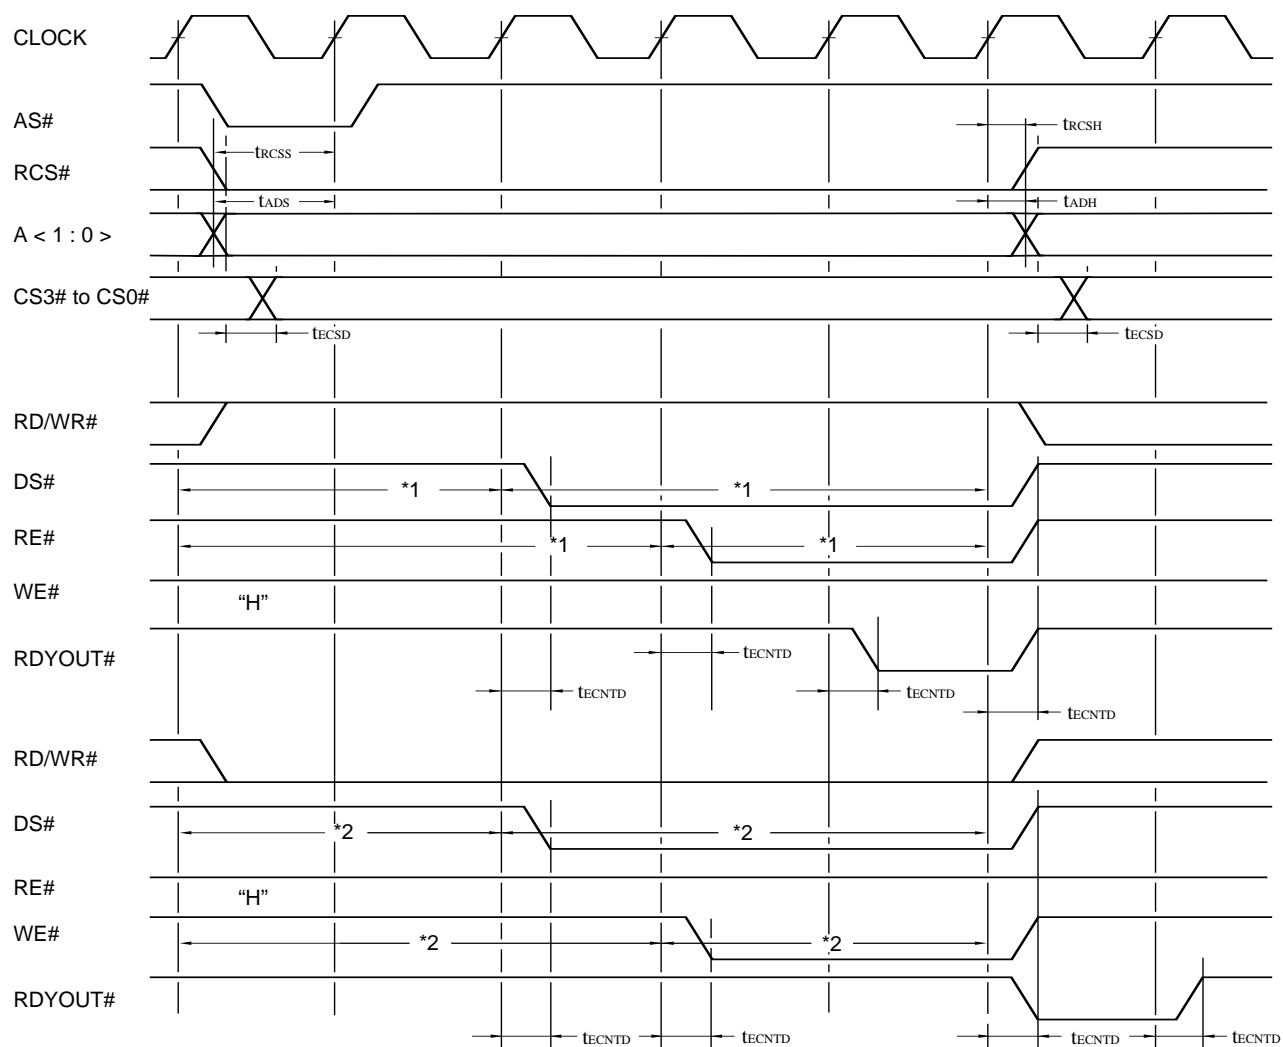 CLOCK
AS#
tRCSH
tRCSS
RCS#
tADS
tADH
A < 1 : 0 >
CS3# to CS0#
tECSD
tECSD
RD/WR#
DS#
*1
*1
RE#
*1
*1
WE#
“H”
RDYOUT#
tECNTD
tECNTD
tECNTD
tECNTD
RD/WR#
DS#
*2
*2
RE#
“H”
WE#
*2
*2
RDYOUT#
tECNTD
tECNTD
tECNTD
tECNTD